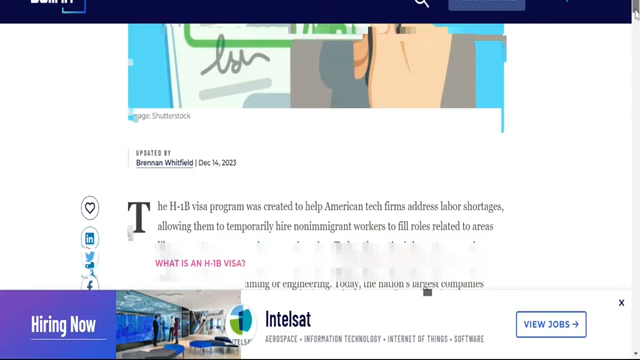 Image: Shutterstock
UPDATED BY
Brennan Whitfield | Dec 14, 2023
The H-1B visa program was created to help American tech firms address labor shortages,
allowing them to temporarily hire nonimmigrant workers to fill roles related to areas
WHAT IS AN H-1B VISA?
mming or engineering. Today, the nation's largest companies
Hiring Now
Intelsat
AEROSPACE • INFORMATION TECHNOLOGY • INTERNET OF THINGS • SOFTWARE
VIEW JOBS →
INTELSAT